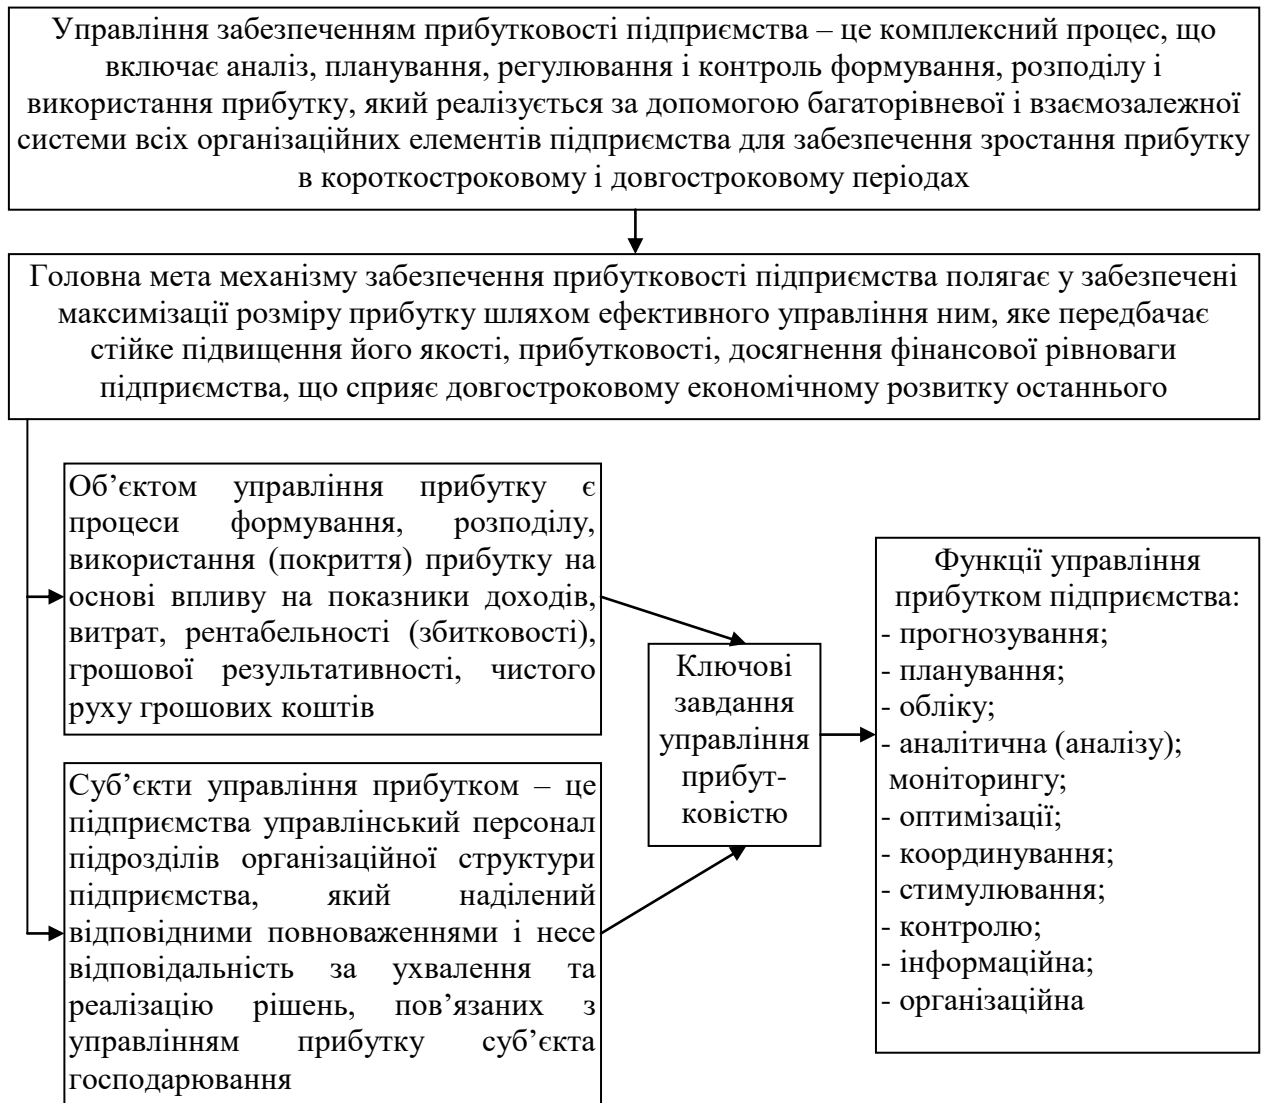 Управління забезпеченням прибутковості підприємства – це комплексний процес, що
включає аналіз, планування, регулювання і контроль формування, розподілу і
використання прибутку, який реалізується за допомогою багаторівневої і взаємозалежної
системи всіх організаційних елементів підприємства для забезпечення зростання прибутку
в короткостроковому і довгостроковому періодах
Головна мета механізму забезпечення прибутковості підприємства полягає у забезпечені
максимізації розміру прибутку шляхом ефективного управління ним, яке передбачає
стійке підвищення його якості, прибутковості, досягнення фінансової рівноваги
підприємства, що сприяє довгостроковому економічному розвитку останнього
Об’єктом управління прибутку є
процеси формування, розподілу,
використання (покриття) прибутку на
основі впливу на показники доходів,
витрат, рентабельності (збитковості),
грошової результативності, чистого
руху грошових коштів
Суб’єкти управління прибутком – це
підприємства управлінський персонал
підрозділів організаційної структури
підприємства, який наділений
відповідними повноваженнями і несе
відповідальність за ухвалення та
реалізацію рішень, пов’язаних з
управлінням прибутку суб’єкта
господарювання
Ключові
завдання
управління
прибут-
ковістю
Функції управління
прибутком підприємства:
- прогнозування;
- планування;
- обліку;
- аналітична (аналізу);
моніторингу;
- оптимізації;
- координування;
- стимулювання;
- контролю;
- інформаційна;
- організаційна